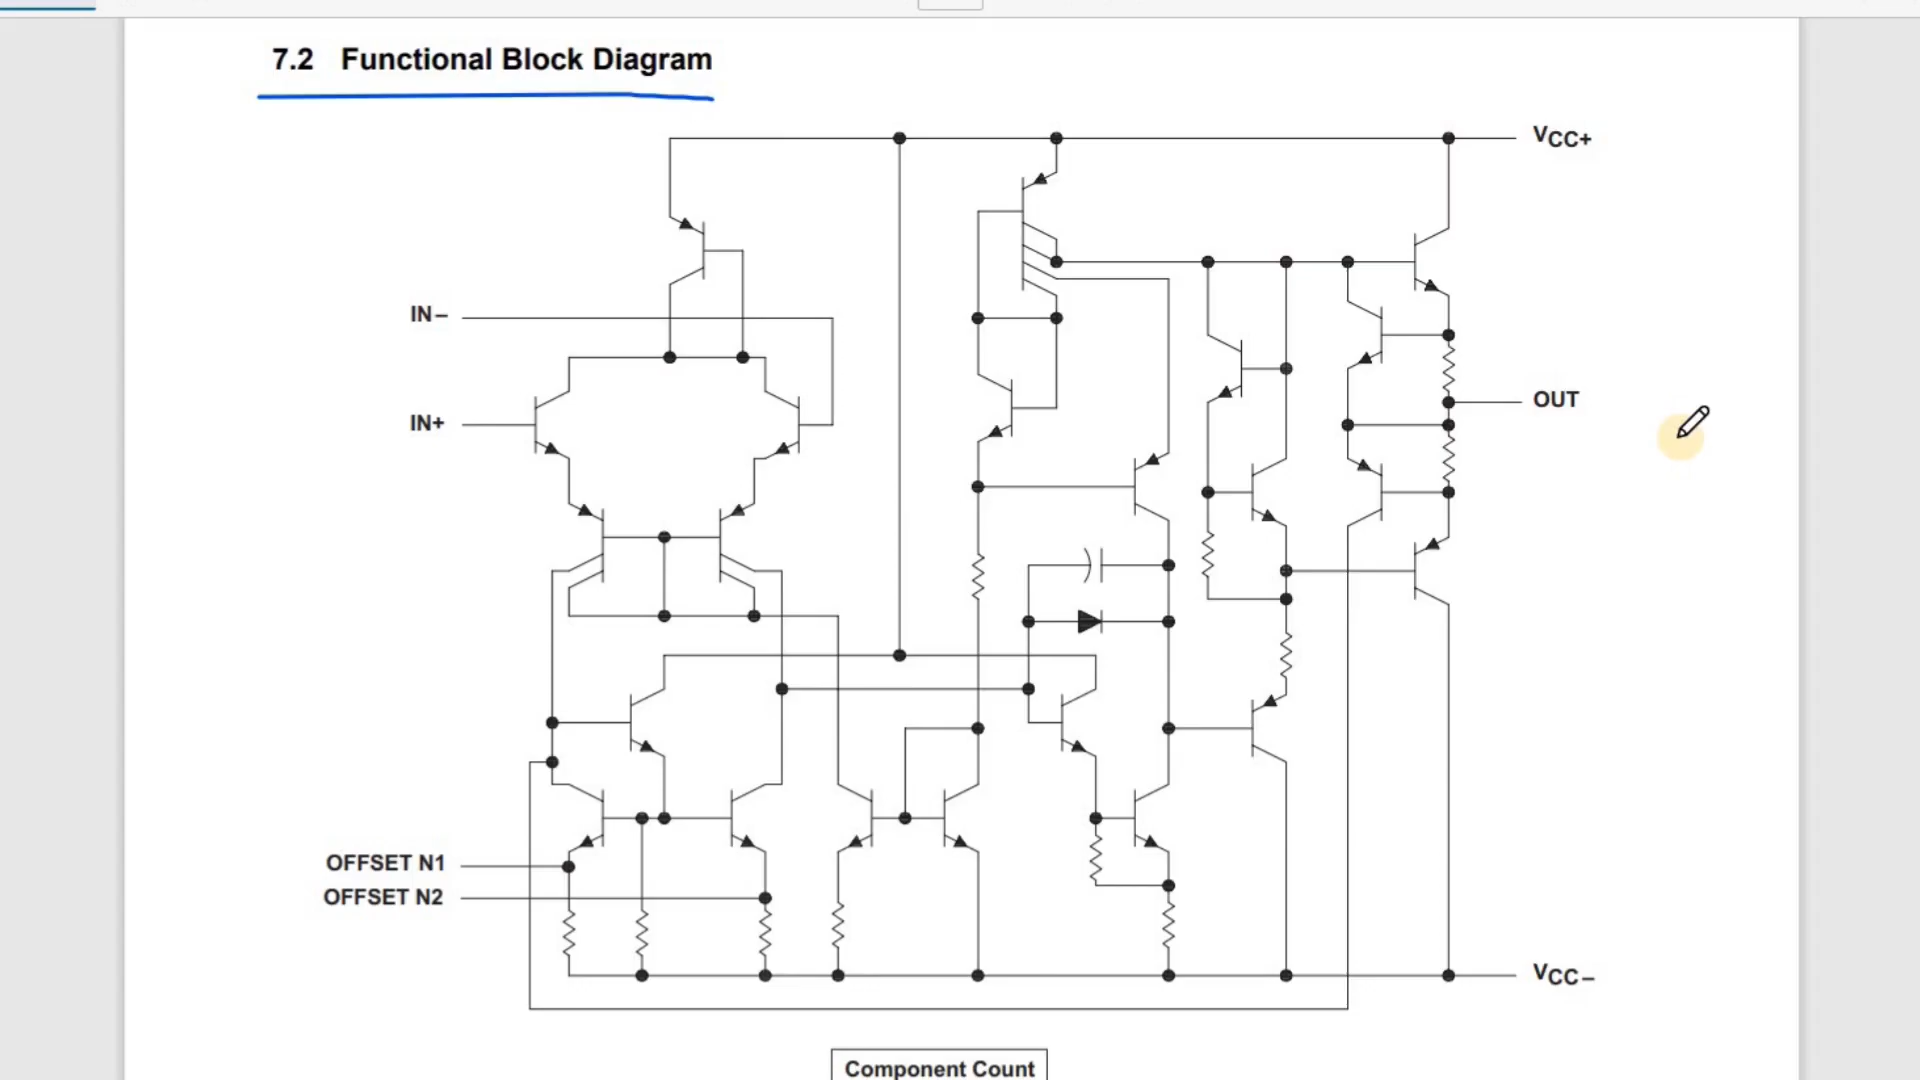 7.2 Functional Block Diagram
VCC+
IN–
OUT
IN+
OFFSET N1
OFFSET N2
VCC–
Component Count